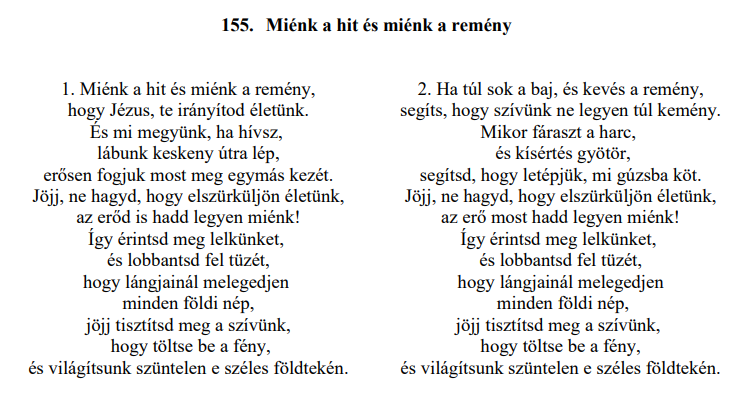 155. Miénk a hit és miénk a remény
1. Miénk a hit és miénk a remény,
hogy Jézus, te irányítod életünk.
És mi megyünk, ha hívsz,
lábunk keskeny útra lép,
erősen fogjuk most meg egymás kezét.
Jöjj, ne hagyd, hogy elszürküljön életünk,
az erőd is hadd legyen miénk!
Így érintsd meg lelkünket,
és lobbantsd fel tüzét,
hogy lángjainál melegedjen
minden földi nép,
jöjj tisztítsd meg a szívünk,
hogy töltse be a fény,
és világítsunk szüntelen e széles földtekén.
2. Ha túl sok a baj, és kevés a remény,
segíts, hogy szívünk ne legyen túl kemény.
Mikor fáraszt a harc,
és kísértés gyötör,
segítsd, hogy letépjük, mi gúzsba köt.
Jöjj, ne hagyd, hogy elszürküljön életünk,
az erő most hadd legyen miénk!
Így érintsd meg lelkünket,
és lobbantsd fel tüzét,
hogy lángjainál melegedjen
minden földi nép,
jöjj tisztítsd meg a szívünk,
hogy töltse be a fény,
és világítsunk szüntelen e széles földtekén.